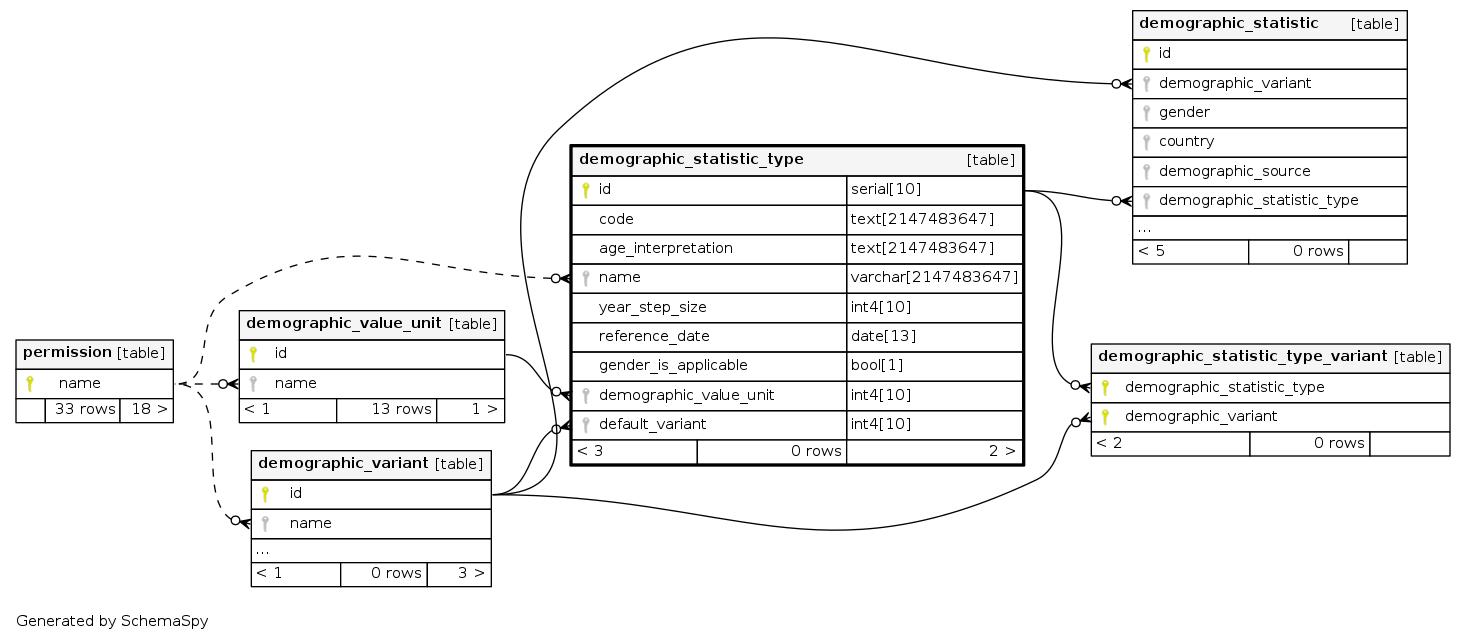 demographic_statistic [table]
id
demographic_variant
gender
country
demographic_source
demographic_statistic_type
...
< 5 0 rows
demographic_statistic_type [table]
id serial[10]
code text[2147483647]
age_interpretation text[2147483647]
name varchar[2147483647]
year_step_size int4[10]
reference_date date[13]
gender_is_applicable bool[1]
demographic_value_unit int4[10]
default_variant int4[10]
< 3 0 rows 2 >
demographic_value_unit [table]
id
name
< 1 13 rows 1 >
permission [table]
name
33 rows 18 >
demographic_statistic_type_variant [table]
demographic_statistic_type
demographic_variant
< 2 0 rows
demographic_variant [table]
id
name
...
< 1 0 rows 3 >
Generated by SchemaSpy